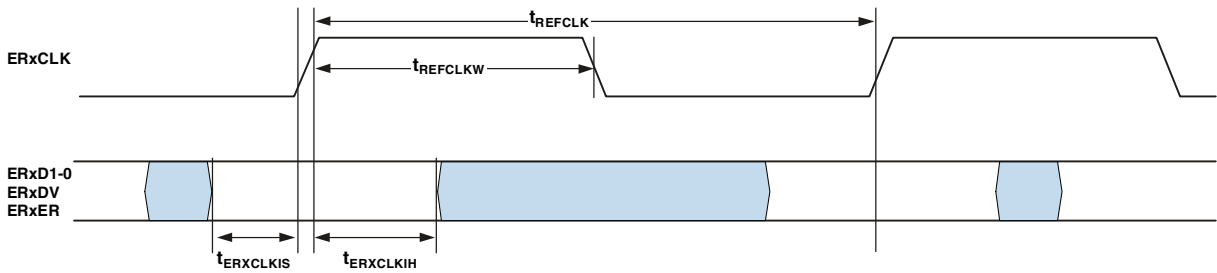 tREFCLK
ERxCLK
tREFCLKW
ERxD1-0
ERxDV
ERxER
tERXCLKIS
tERXCLKIH